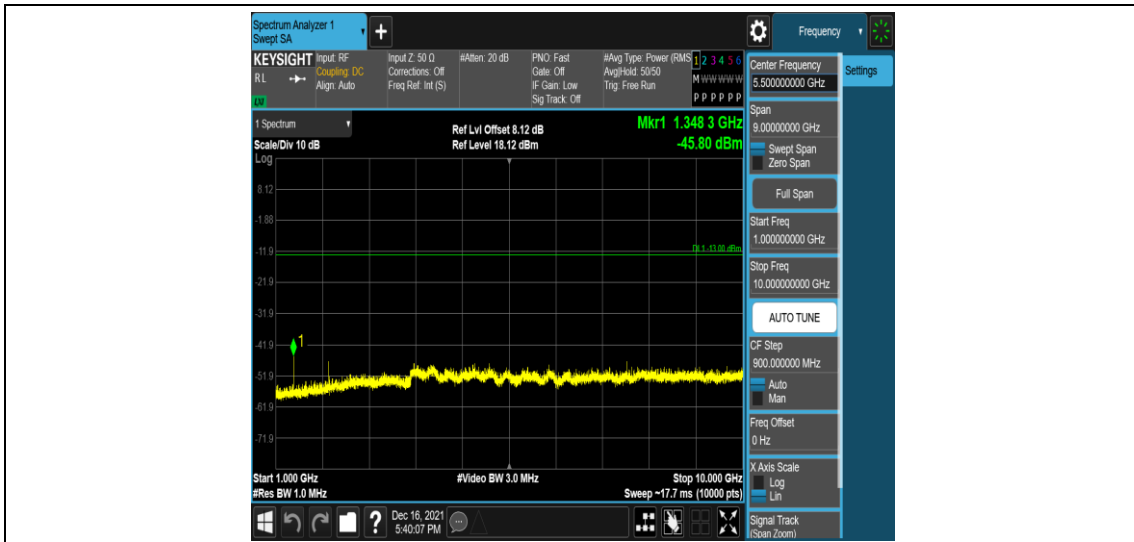 Spectrum Analyzer 1
Swept SA
+
Frequency
KEYSIGHT
RL
LXI
Input: RF
Coupling: DC
Align: Auto
Input Z: 50 Ω
Corrections: Off
Freq Ref: Int (S)
#Atten: 20 dB
PNO: Fast
Gate: Off
IF Gain: Low
Sig Track: Off
#Avg Type: Power (RMS
Avg|Hold: 50/50
Trig: Free Run
1 2 3 4 5 6
M W W W W W
P P P P P P
Center Frequency
5.500000000 GHz
Settings
1 Spectrum
Ref Lvl Offset 8.12 dB
Mkr1 1.348 3 GHz
Scale/Div 10 dB
Ref Level 18.12 dBm
-45.80 dBm
Log
8.12
-1.88
-11.9
DL1 -13.00 dBm
-21.9
-31.9
-41.9
1
-51.9
-61.9
-71.9
Start 1.000 GHz
#Video BW 3.0 MHz
Stop 10.000 GHz
#Res BW 1.0 MHz
Sweep ~17.7 ms (10000 pts)
Span
9.00000000 GHz
Swept Span
Zero Span
Full Span
Start Freq
1.000000000 GHz
Stop Freq
10.000000000 GHz
AUTO TUNE
CF Step
900.000000 MHz
Auto
Man
Freq Offset
0 Hz
X Axis Scale
Log
Lin
Signal Track
(Span Zoom)
?
Dec 16, 2021
5:40:07 PM